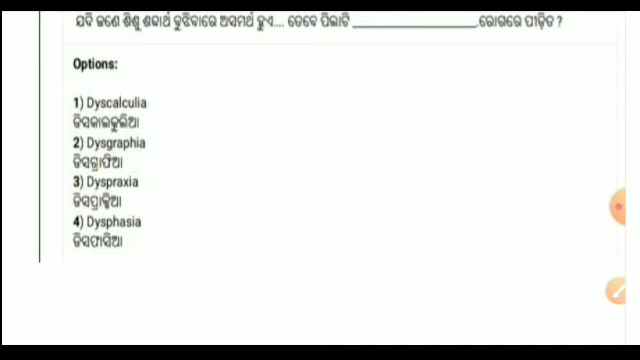 ଯଦି ଜଣେ ଶିଶୁ ଶବ୍ଦାର୍ଥ ବୁଝିବାରେ ଅସମର୍ଥ ହୁଏ.... ତେବେ ପିଲାଟି ____________________ରୋଗରେ ପୀଡ଼ିତ ?
Options:
1) Dyscalculia
ଡିସକାଲକୁଲିଆ
2) Dysgraphia
ଡିସଗ୍ରାଫିଆ
3) Dyspraxia
ଡିସପ୍ରାକ୍ସିଆ
4) Dysphasia
ଡିସଫାସିଆ